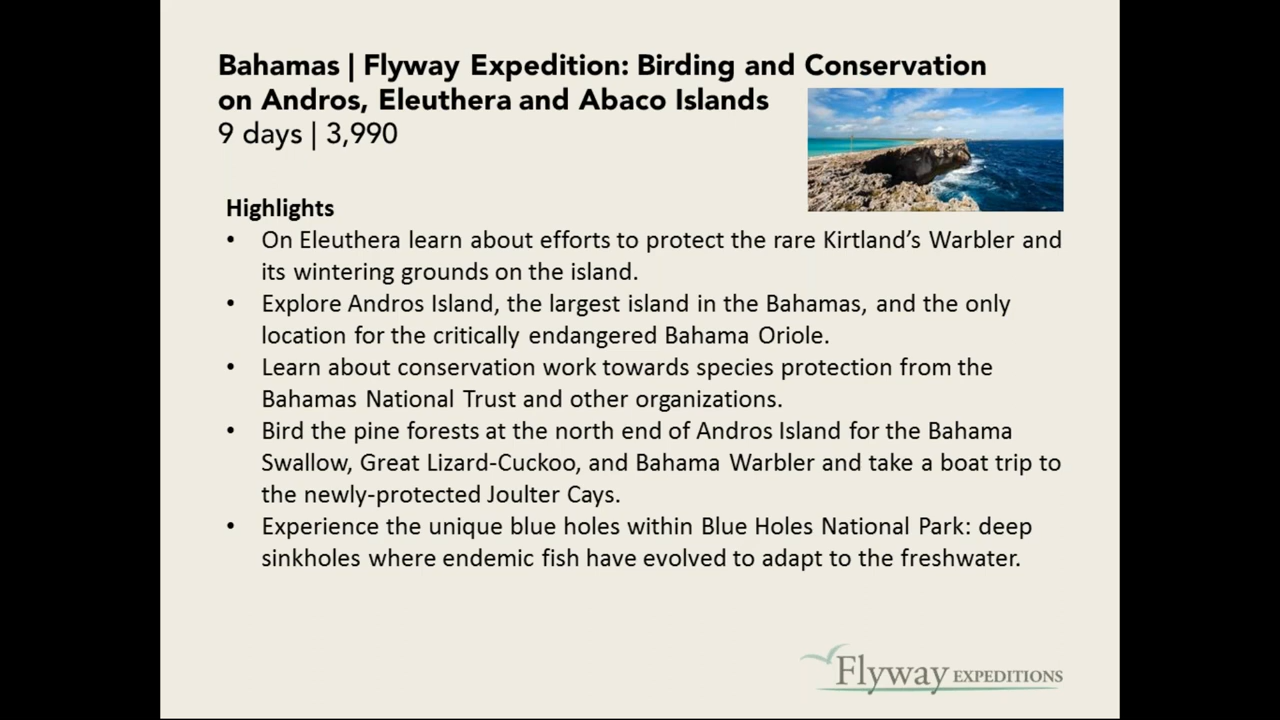 Bahamas | Flyway Expedition: Birding and Conservation
on Andros, Eleuthera and Abaco Islands
9 days | 3,990
Highlights
• On Eleuthera learn about efforts to protect the rare Kirtland's Warbler and
its wintering grounds on the island.
• Explore Andros Island, the largest island in the Bahamas, and the only
location for the critically endangered Bahama Oriole.
• Learn about conservation work towards species protection from the
Bahamas National Trust and other organizations.
• Bird the pine forests at the north end of Andros Island for the Bahama
Swallow, Great Lizard-Cuckoo, and Bahama Warbler and take a boat trip to
the newly-protected Joulter Cays.
• Experience the unique blue holes within Blue Holes National Park: deep
sinkholes where endemic fish have evolved to adapt to the freshwater.
Flyway EXPEDITIONS